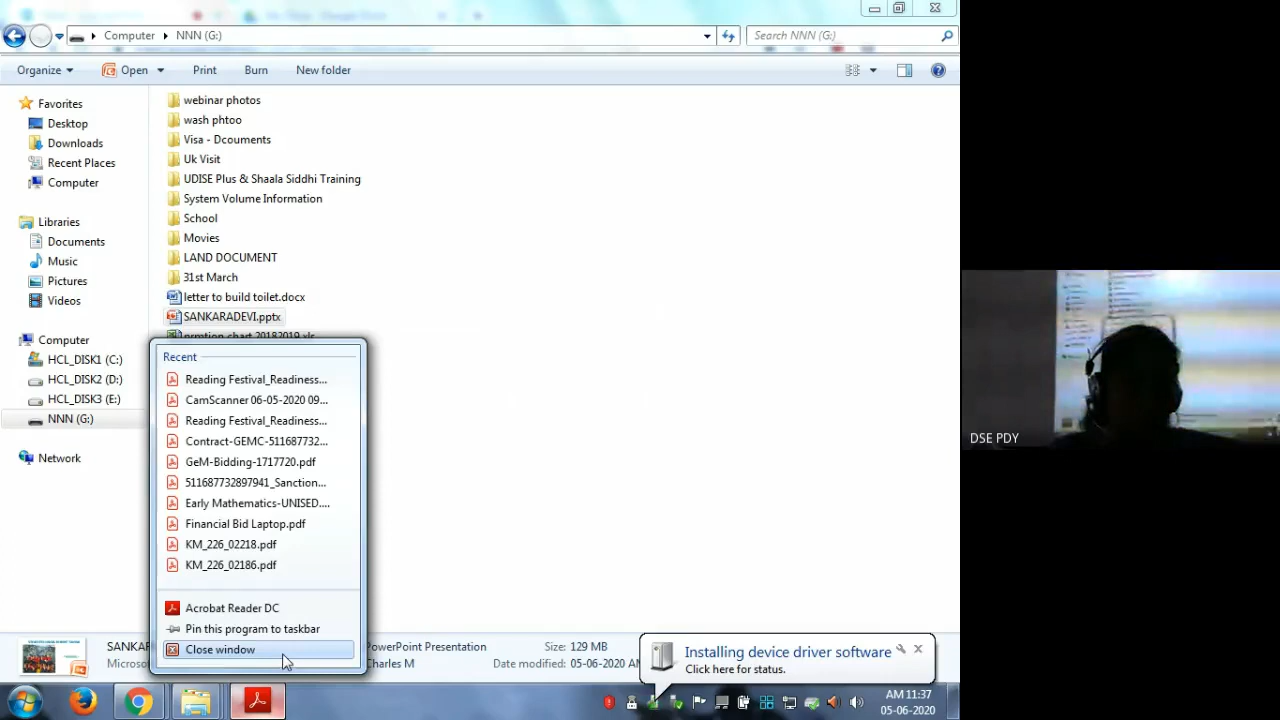 Computer
NNN (G:)
Search NNN (G:)
Organize
Open
Print
Burn
New folder
Favorites
Desktop
Downloads
Recent Places
Computer
Libraries
Documents
Music
Pictures
Videos
Computer
HCL_DISK1 (C:)
HCL_DISK2 (D:)
HCL_DISK3 (E:)
NNN (G:)
Network
webinar photos
wash phtoo
Visa - Dcouments
Uk Visit
UDISE Plus & Shaala Siddhi Training
System Volume Information
School
Movies
LAND DOCUMENT
31st March
letter to build toilet.docx
SANKARADEVI.pptx
Recent
Reading Festival_Readiness...
CamScanner 06-05-2020 09...
Reading Festival_Readiness...
Contract-GEMC-511687732...
GeM-Bidding-1717720.pdf
511687732897941_Sanction...
Early Mathematics-UNISED....
Financial Bid Laptop.pdf
KM_226_02218.pdf
KM_226_02186.pdf
Acrobat Reader DC
Pin this program to taskbar
Close window
SANKAR
PowerPoint Presentation
Size: 129 MB
Microso
Charles M
Date modified: 05-06-2020 AM
Installing device driver software
Click here for status.
AM 11:37
05-06-2020
DSE PDY